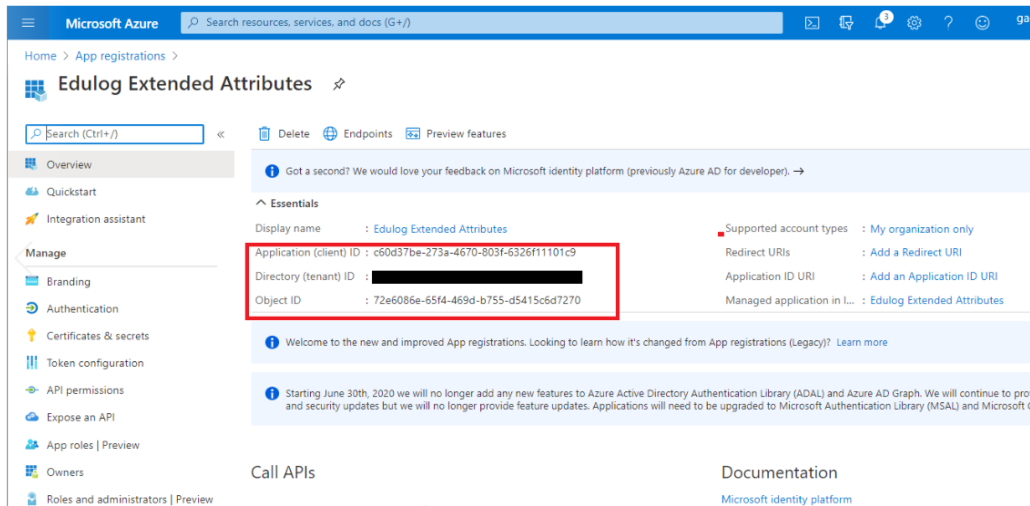 Microsoft Azure
Search resources, services, and docs (G+/)
3
ga
Home > App registrations >
Edulog Extended Attributes
Search (Ctrl+/)
«
Delete
Endpoints
Preview features
Overview
Got a second? We would love your feedback on Microsoft identity platform (previously Azure AD for developer). →
Quickstart
Integration assistant
Essentials
Display name : Edulog Extended Attributes
Supported account types : My organization only
Application (client) ID : c60d37be-273a-4670-803f-6326f11101c9
Redirect URIs : Add a Redirect URI
Directory (tenant) ID :
Application ID URI : Add an Application ID URI
Object ID : 72e6086e-65f4-469d-b755-d5415c6d7270
Managed application in l... : Edulog Extended Attributes
Manage
Branding
Authentication
Certificates & secrets
Token configuration
API permissions
Expose an API
App roles | Preview
Owners
Roles and administrators | Preview
Welcome to the new and improved App registrations. Looking to learn how it's changed from App registrations (Legacy)? Learn more
Starting June 30th, 2020 we will no longer add any new features to Azure Active Directory Authentication Library (ADAL) and Azure AD Graph. We will continue to pro
and security updates but we will no longer provide feature updates. Applications will need to be upgraded to Microsoft Authentication Library (MSAL) and Microsoft
Call APIs
Documentation
Microsoft identity platform